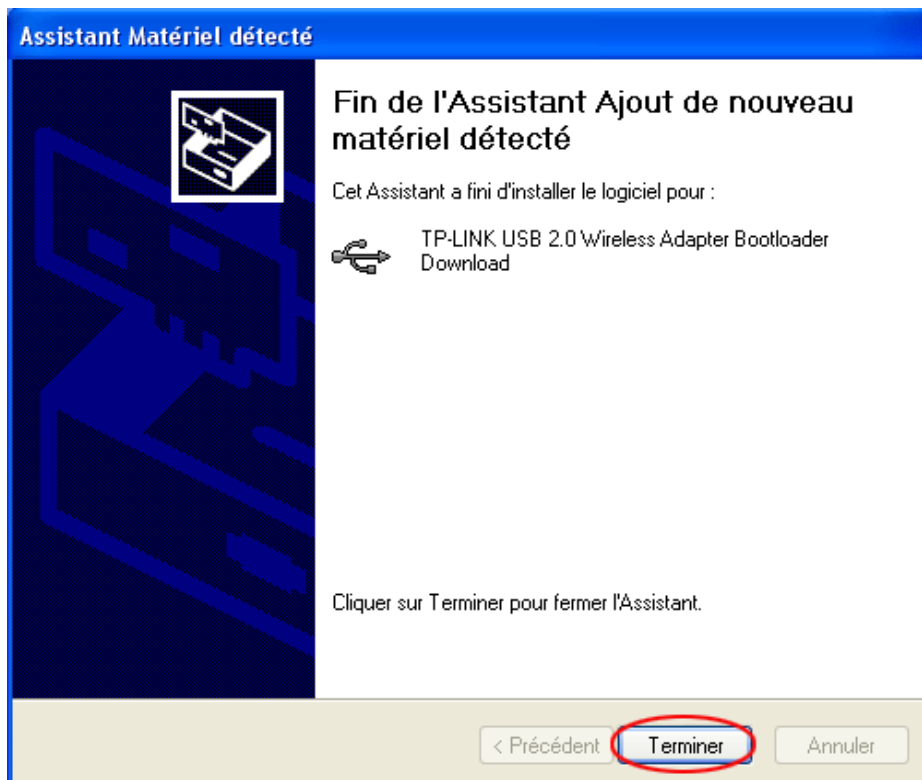 Assistant Matériel détecté
Fin de l'Assistant Ajout de nouveau
matériel détecté
Cet Assistant a fini d'installer le logiciel pour :
TP-LINK USB 2.0 Wireless Adapter Bootloader
Download
Cliquer sur Terminer pour fermer l'Assistant.
< Précédent Terminer Annuler